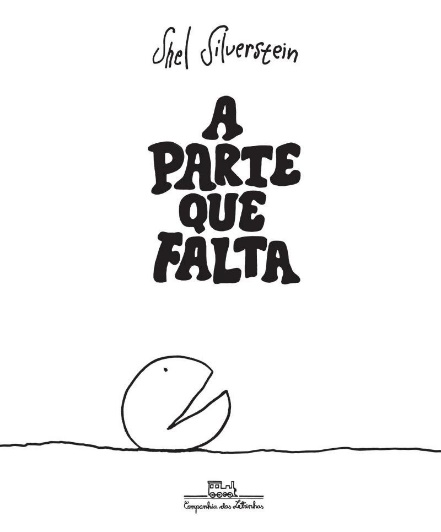 Shel Silverstein
A
PARTE
QUE
FALTA
Companhia das Letrinhas